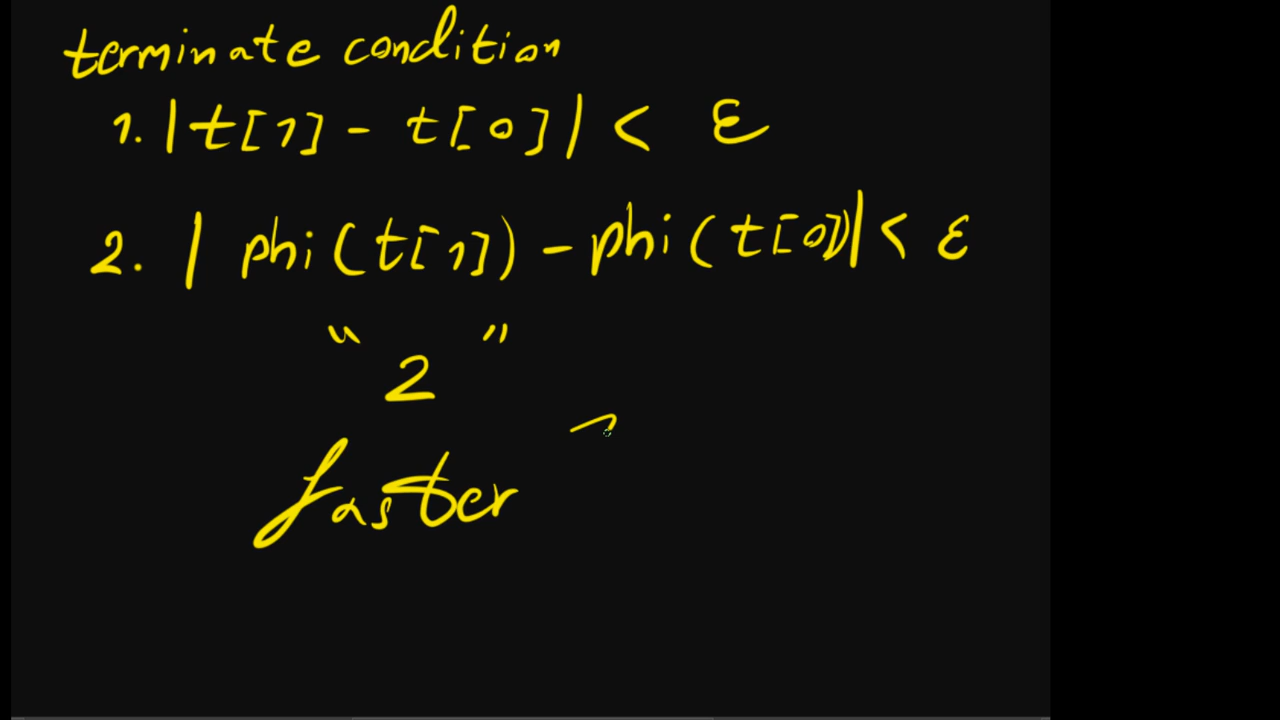 terminate condition
1. |t[1] - t[0]| < ε
2. | phi(t[1]) - phi(t[0])| < ε
“ 2 ”
faster